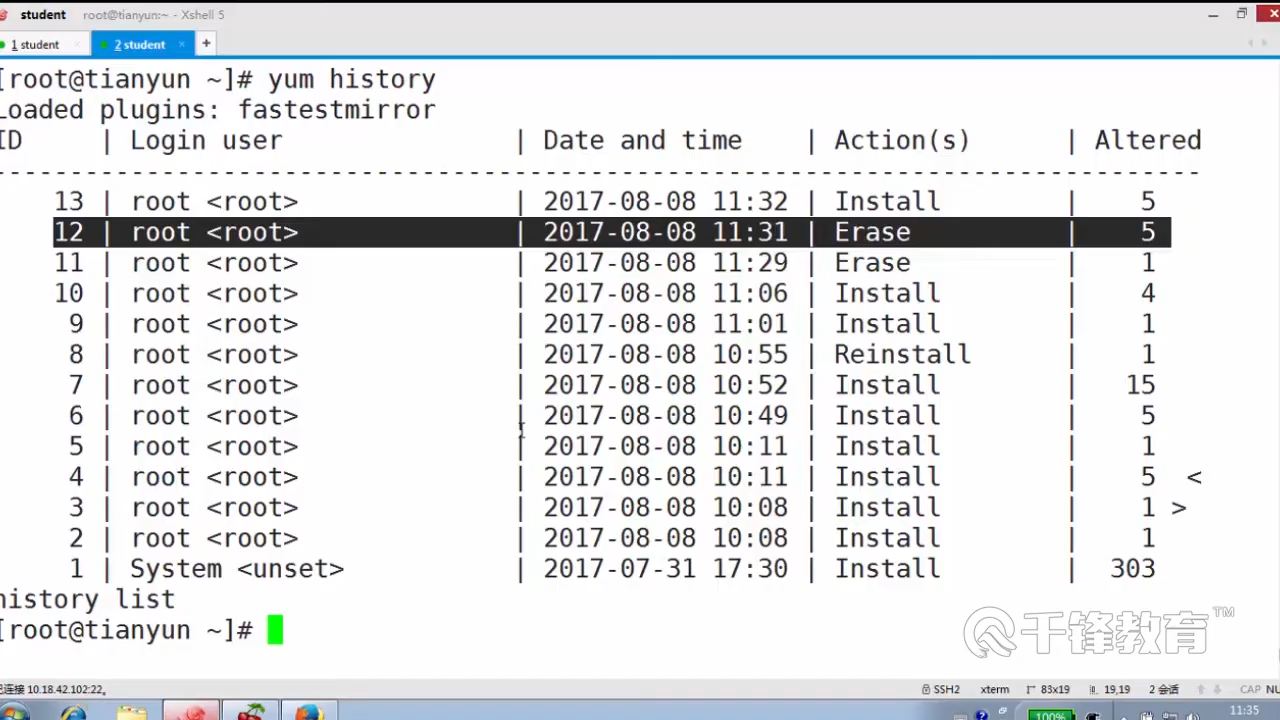 student root@tianyun:~ - Xshell 5
1 student × 2 student × +
[root@tianyun ~]# yum history
Loaded plugins: fastestmirror
ID | Login user | Date and time | Action(s) | Altered
-------------------------------------------------------------------------------
13 | root <root> | 2017-08-08 11:32 | Install | 5
12 | root <root> | 2017-08-08 11:31 | Erase | 5
11 | root <root> | 2017-08-08 11:29 | Erase | 1
10 | root <root> | 2017-08-08 11:06 | Install | 4
9 | root <root> | 2017-08-08 11:01 | Install | 1
8 | root <root> | 2017-08-08 10:55 | Reinstall | 1
7 | root <root> | 2017-08-08 10:52 | Install | 15
6 | root <root> | 2017-08-08 10:49 | Install | 5
5 | root <root> | 2017-08-08 10:11 | Install | 1
4 | root <root> | 2017-08-08 10:11 | Install | 5 <
3 | root <root> | 2017-08-08 10:08 | Install | 1 >
2 | root <root> | 2017-08-08 10:08 | Install | 1
1 | System <unset> | 2017-07-31 17:30 | Install | 303
history list
[root@tianyun ~]#
千锋教育™
已连接 10.18.42.102:22。 SSH2 xterm 83x19 19,19 2 会话 CAP NU
100% 11:35